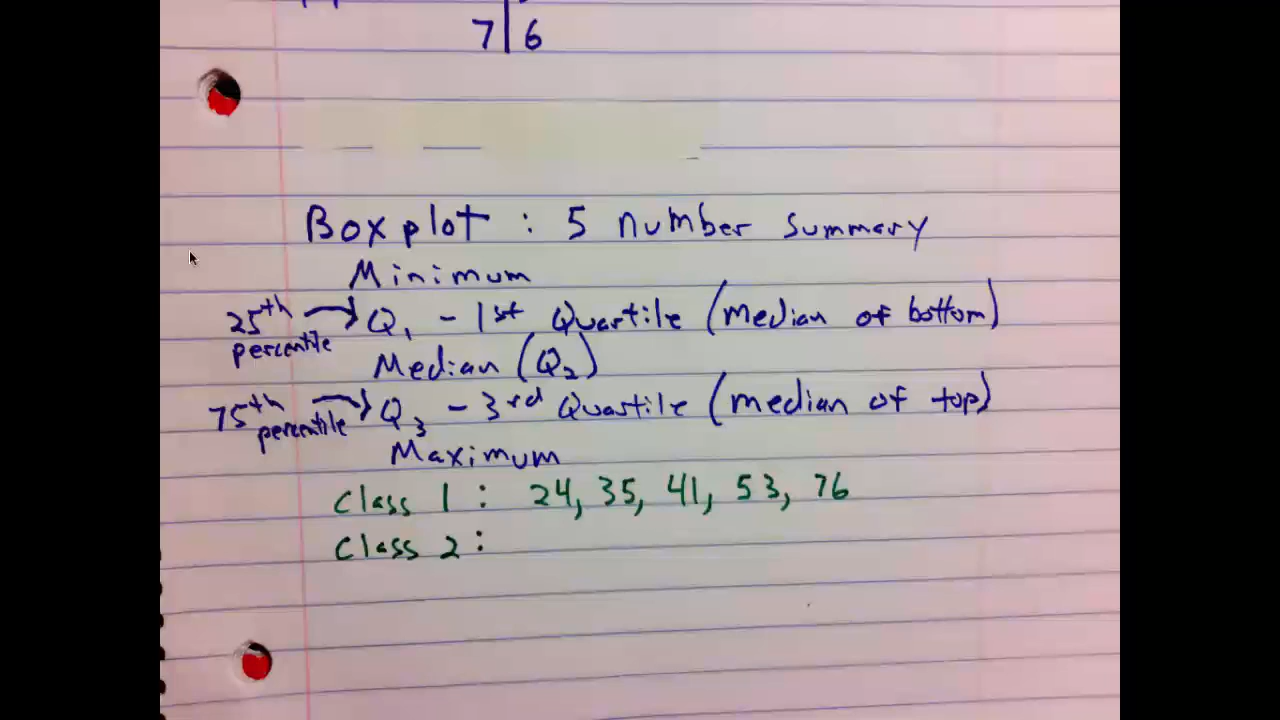 7 | 6
Boxplot : 5 number summary
Minimum
25th percentile → Q1 - 1st Quartile (median of bottom)
Median (Q2)
75th percentile → Q3 - 3rd Quartile (median of top)
Maximum
Class 1 : 24, 35, 41, 53, 76
Class 2 :